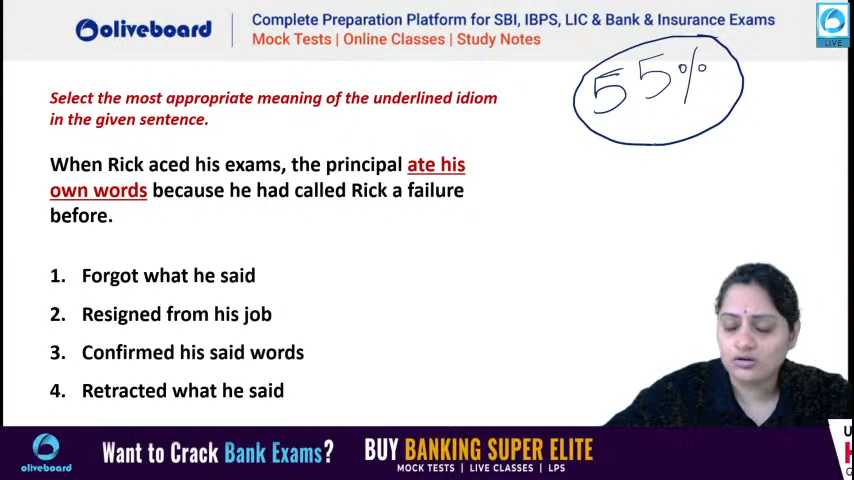 oliveboard
Complete Preparation Platform for SBI, IBPS, LIC & Bank & Insurance Exams
Mock Tests | Online Classes | Study Notes
LIVE
55%
Select the most appropriate meaning of the underlined idiom
in the given sentence.
When Rick aced his exams, the principal ate his
own words because he had called Rick a failure
before.
1. Forgot what he said
2. Resigned from his job
3. Confirmed his said words
4. Retracted what he said
oliveboard
Want to Crack Bank Exams?
BUY BANKING SUPER ELITE
MOCK TESTS | LIVE CLASSES | LPS